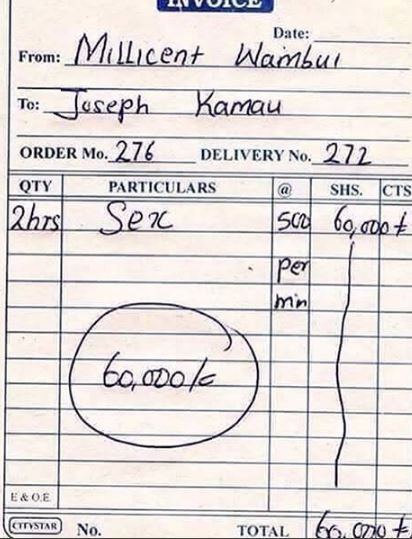 INVOICE
Date:
From: Millicent Wambui
To: Joseph Kamau
ORDER Mo. 276 DELIVERY No. 272
QTY PARTICULARS @ SHS. CTS
2hrs Sex 500 60,000 ≠
per
min
60,000/=
E & O.E
CITYSTAR No. TOTAL 60,000 ≠